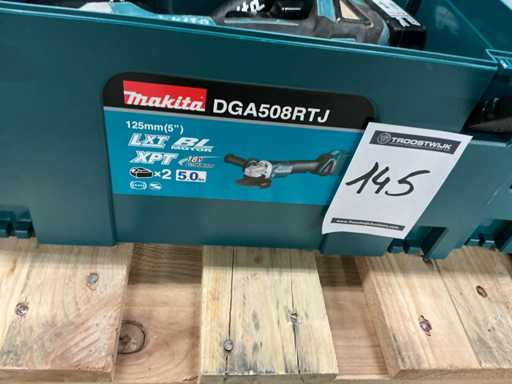 makita DGA508RTJ
125mm(5")
LXT BL
MOTOR
XPT 18V
×2 5.0
TROOSTWIJK
145